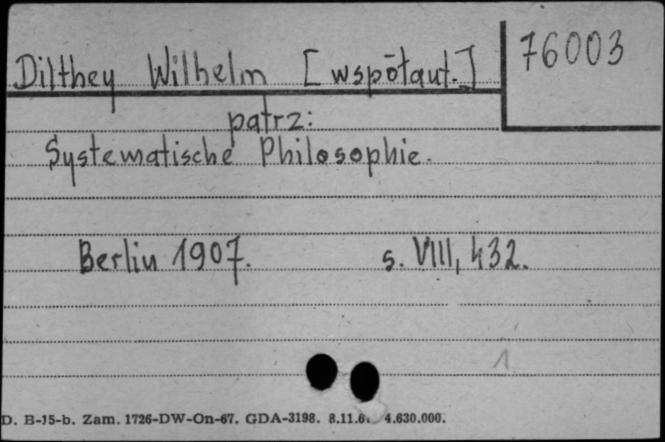 76003
Dilthey Wilhelm [współaut.]
patrz:
Systematische Philosophie.
Berlin 1907. s. VIII, 432.
1
D. B-15-b. Zam. 1726-DW-On-67. GDA-3198. 8.11.6 4.630.000.